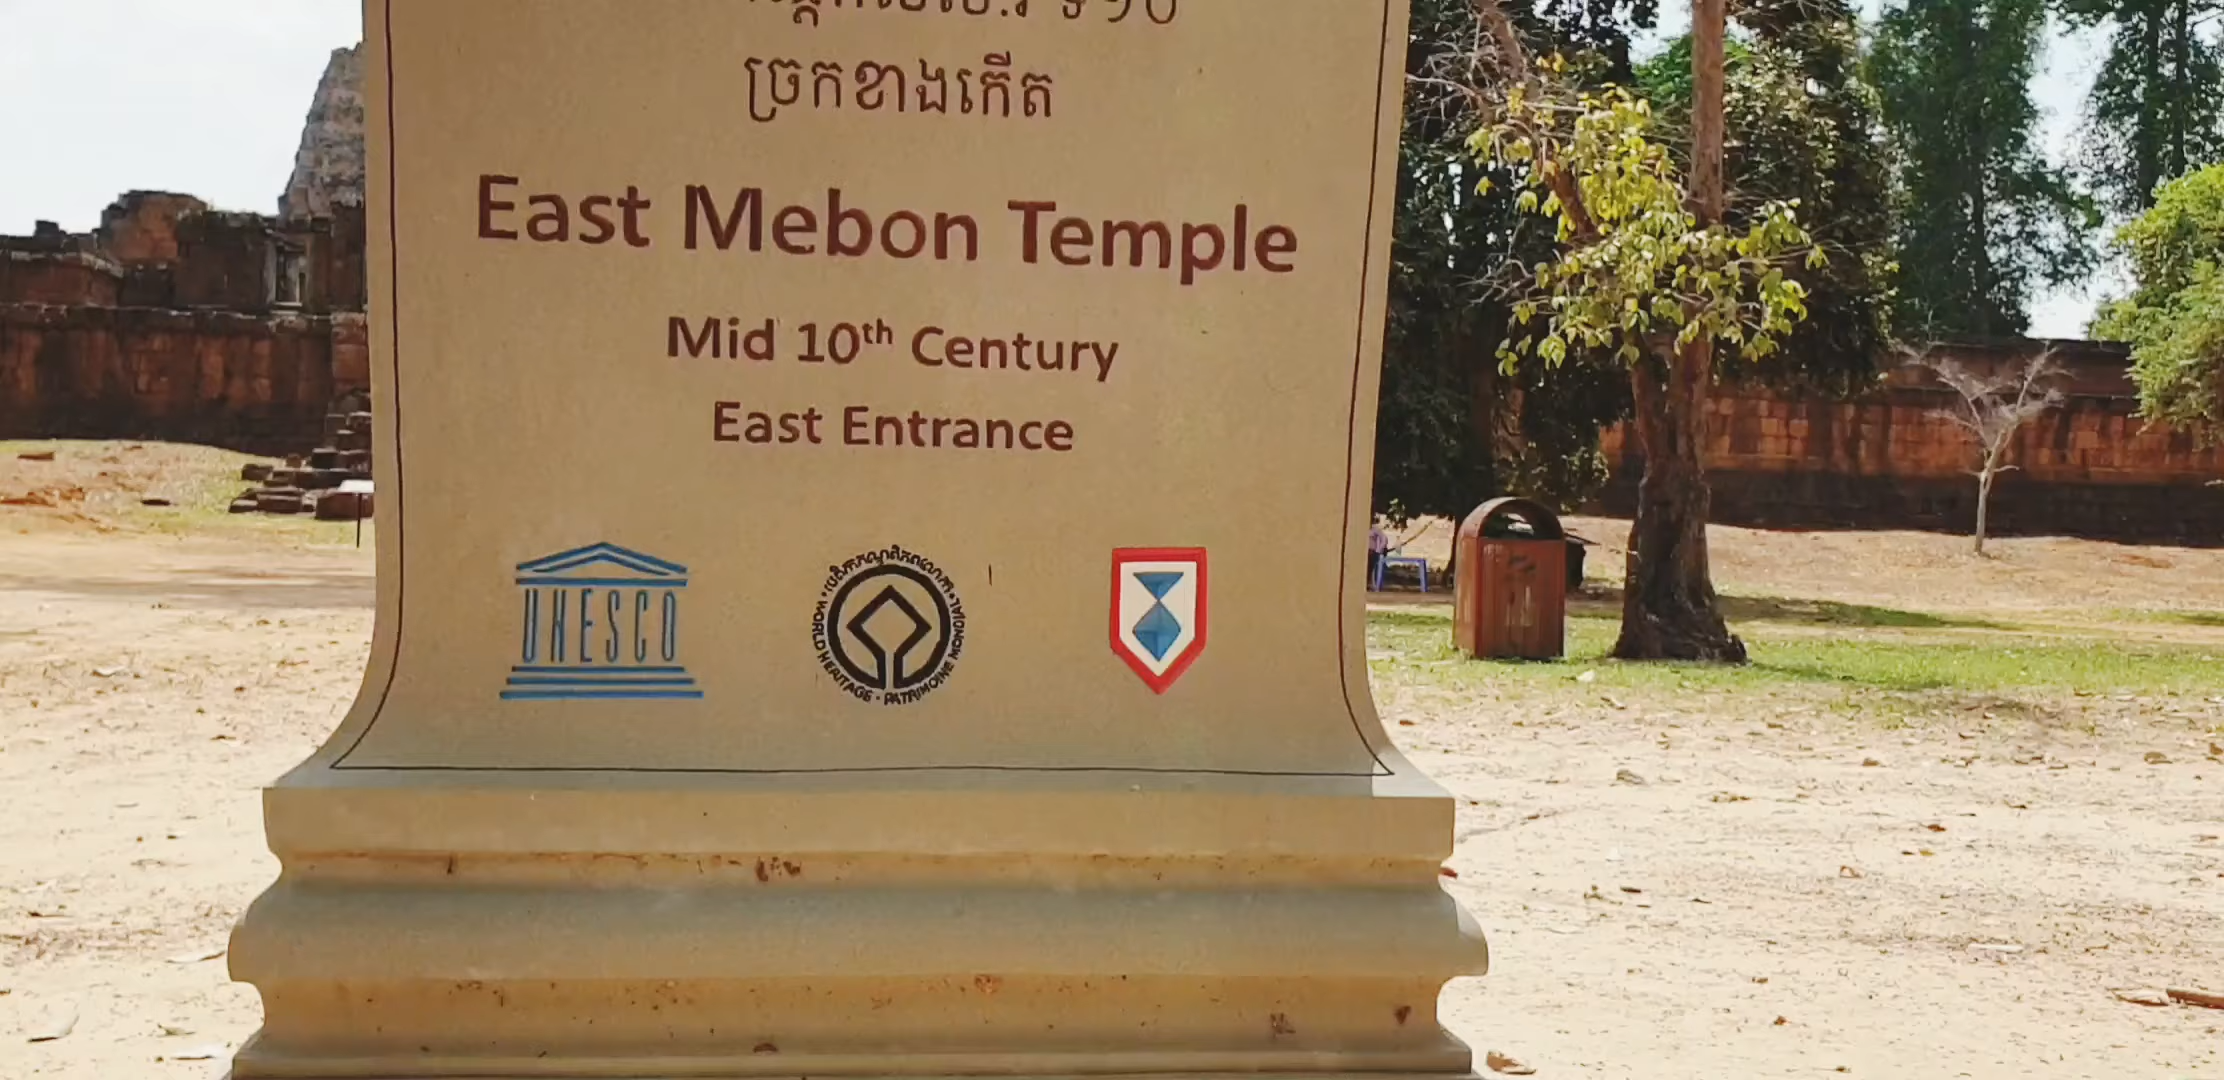 ច្រកខាងកើត
East Mebon Temple
Mid 10th Century
East Entrance
UNESCO
WORLD HERITAGE • PATRIMOINE MONDIAL